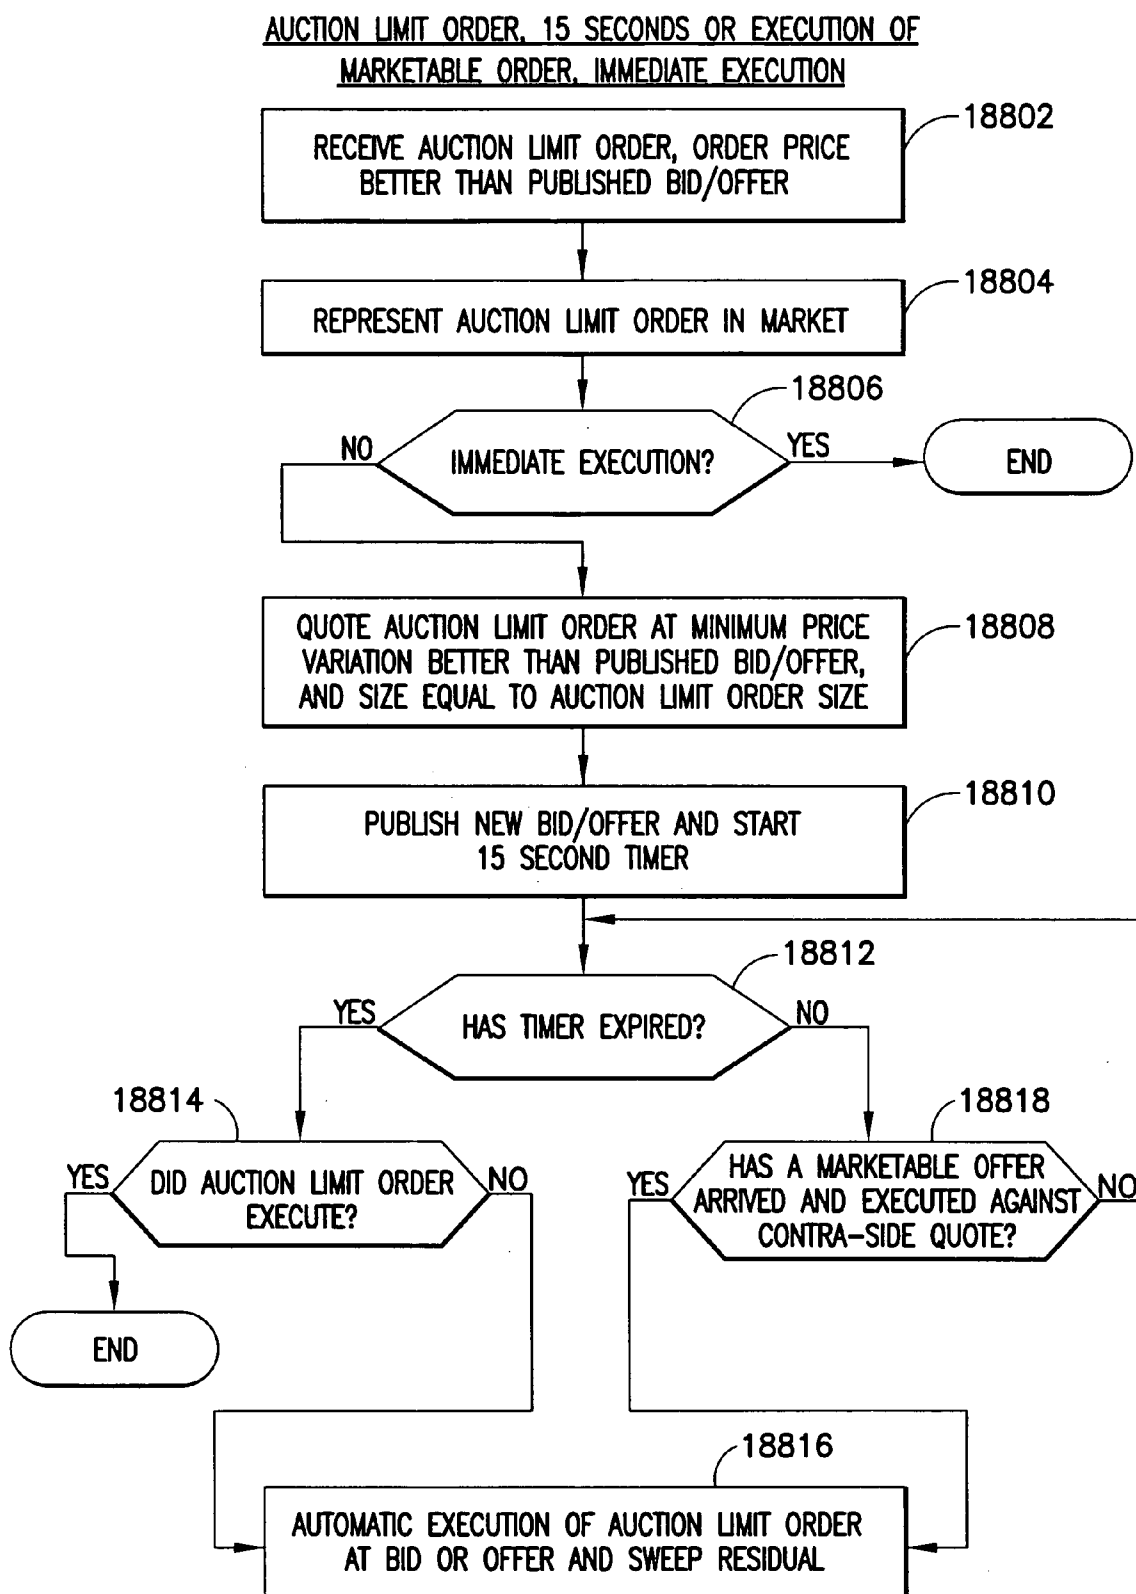 AUCTION LIMIT ORDER, 15 SECONDS OR EXECUTION OF
MARKETABLE ORDER, IMMEDIATE EXECUTION
18802
RECEIVE AUCTION LIMIT ORDER, ORDER PRICE
BETTER THAN PUBLISHED BID/OFFER
18804
REPRESENT AUCTION LIMIT ORDER IN MARKET
18806
NO
IMMEDIATE EXECUTION?
YES
END
18808
QUOTE AUCTION LIMIT ORDER AT MINIMUM PRICE
VARIATION BETTER THAN PUBLISHED BID/OFFER,
AND SIZE EQUAL TO AUCTION LIMIT ORDER SIZE
18810
PUBLISH NEW BID/OFFER AND START
15 SECOND TIMER
18812
YES
HAS TIMER EXPIRED?
NO
18814
YES
DID AUCTION LIMIT ORDER
EXECUTE?
NO
END
18818
YES
HAS A MARKETABLE OFFER
ARRIVED AND EXECUTED AGAINST
CONTRA-SIDE QUOTE?
NO
18816
AUTOMATIC EXECUTION OF AUCTION LIMIT ORDER
AT BID OR OFFER AND SWEEP RESIDUAL